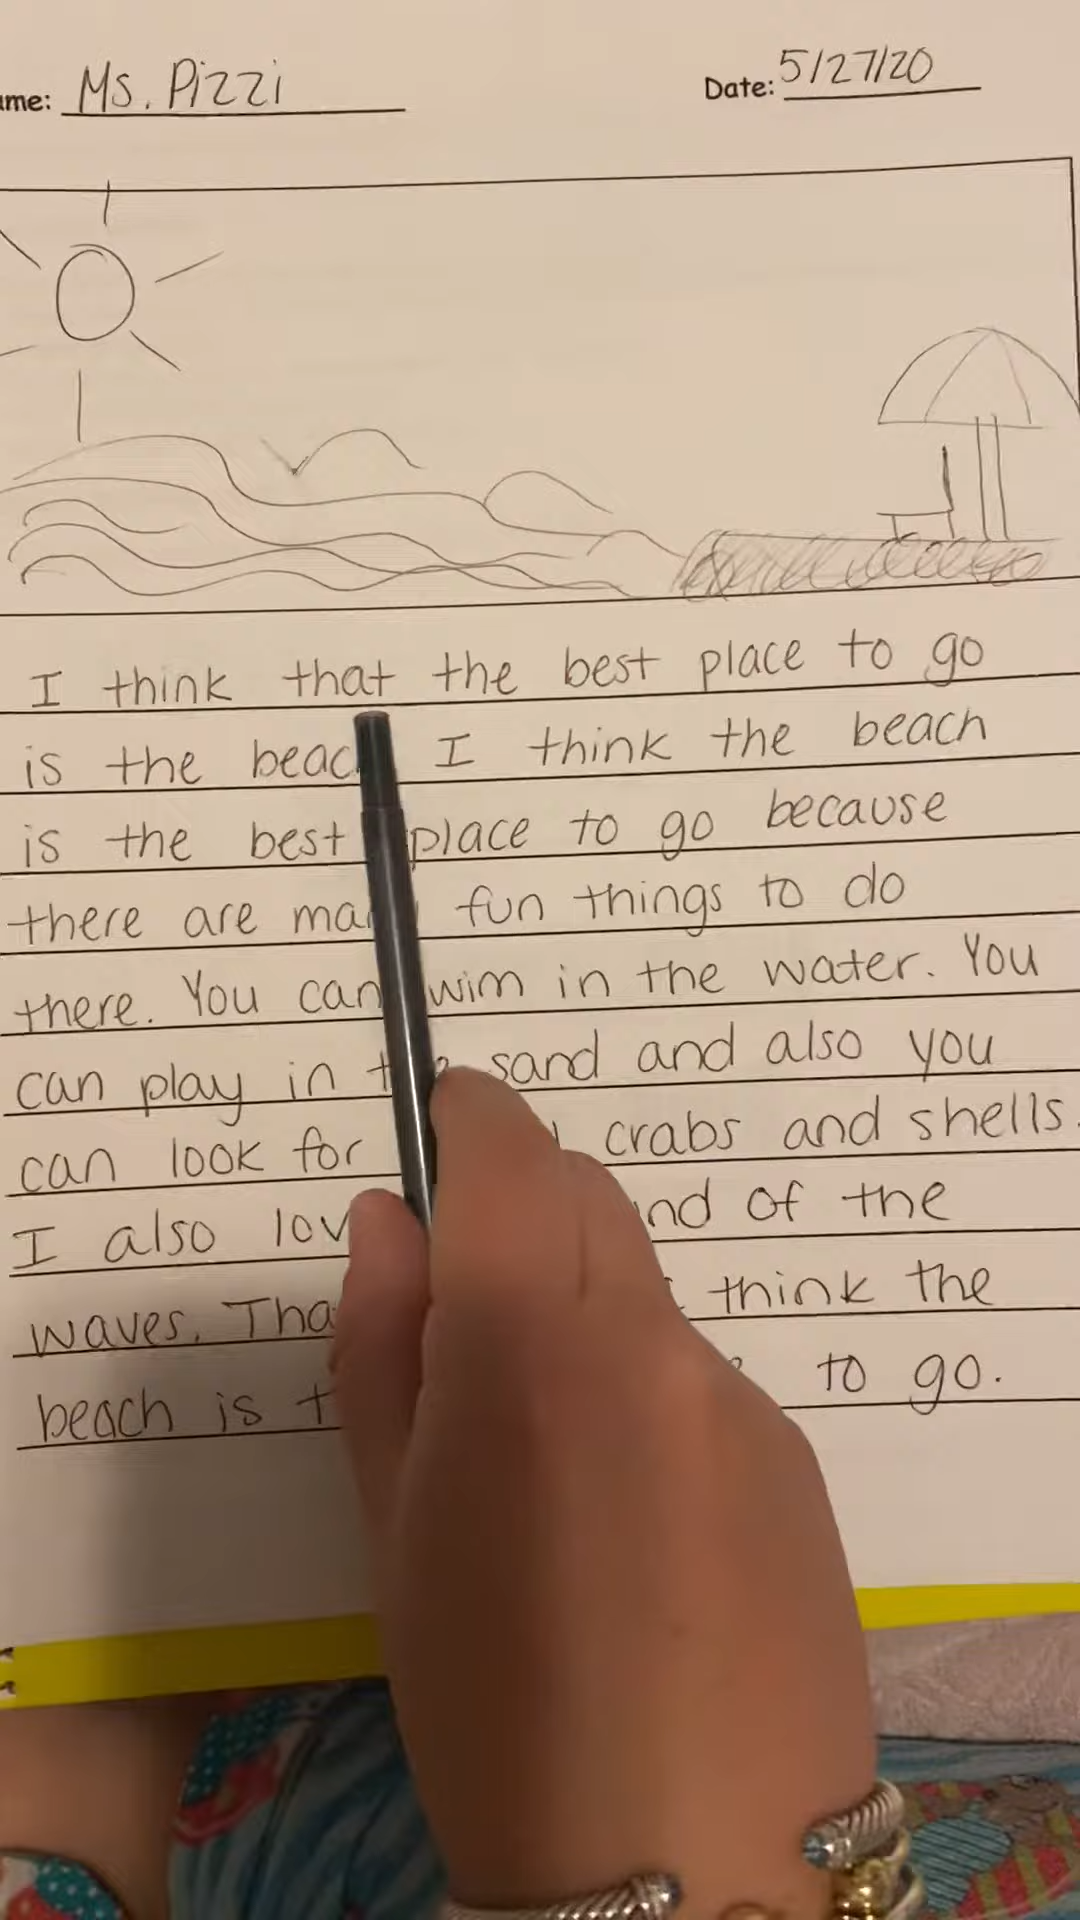 ame: Ms. Pizzi
Date: 5/27/20
I think that the best place to go
is the beac I think the beach
is the best place to go because
there are ma fun things to do
there. You can wim in the water. You
can play in sand and also you
can look for crabs and shells.
I also lov nd of the
waves. Tha think the
beach is t to go.